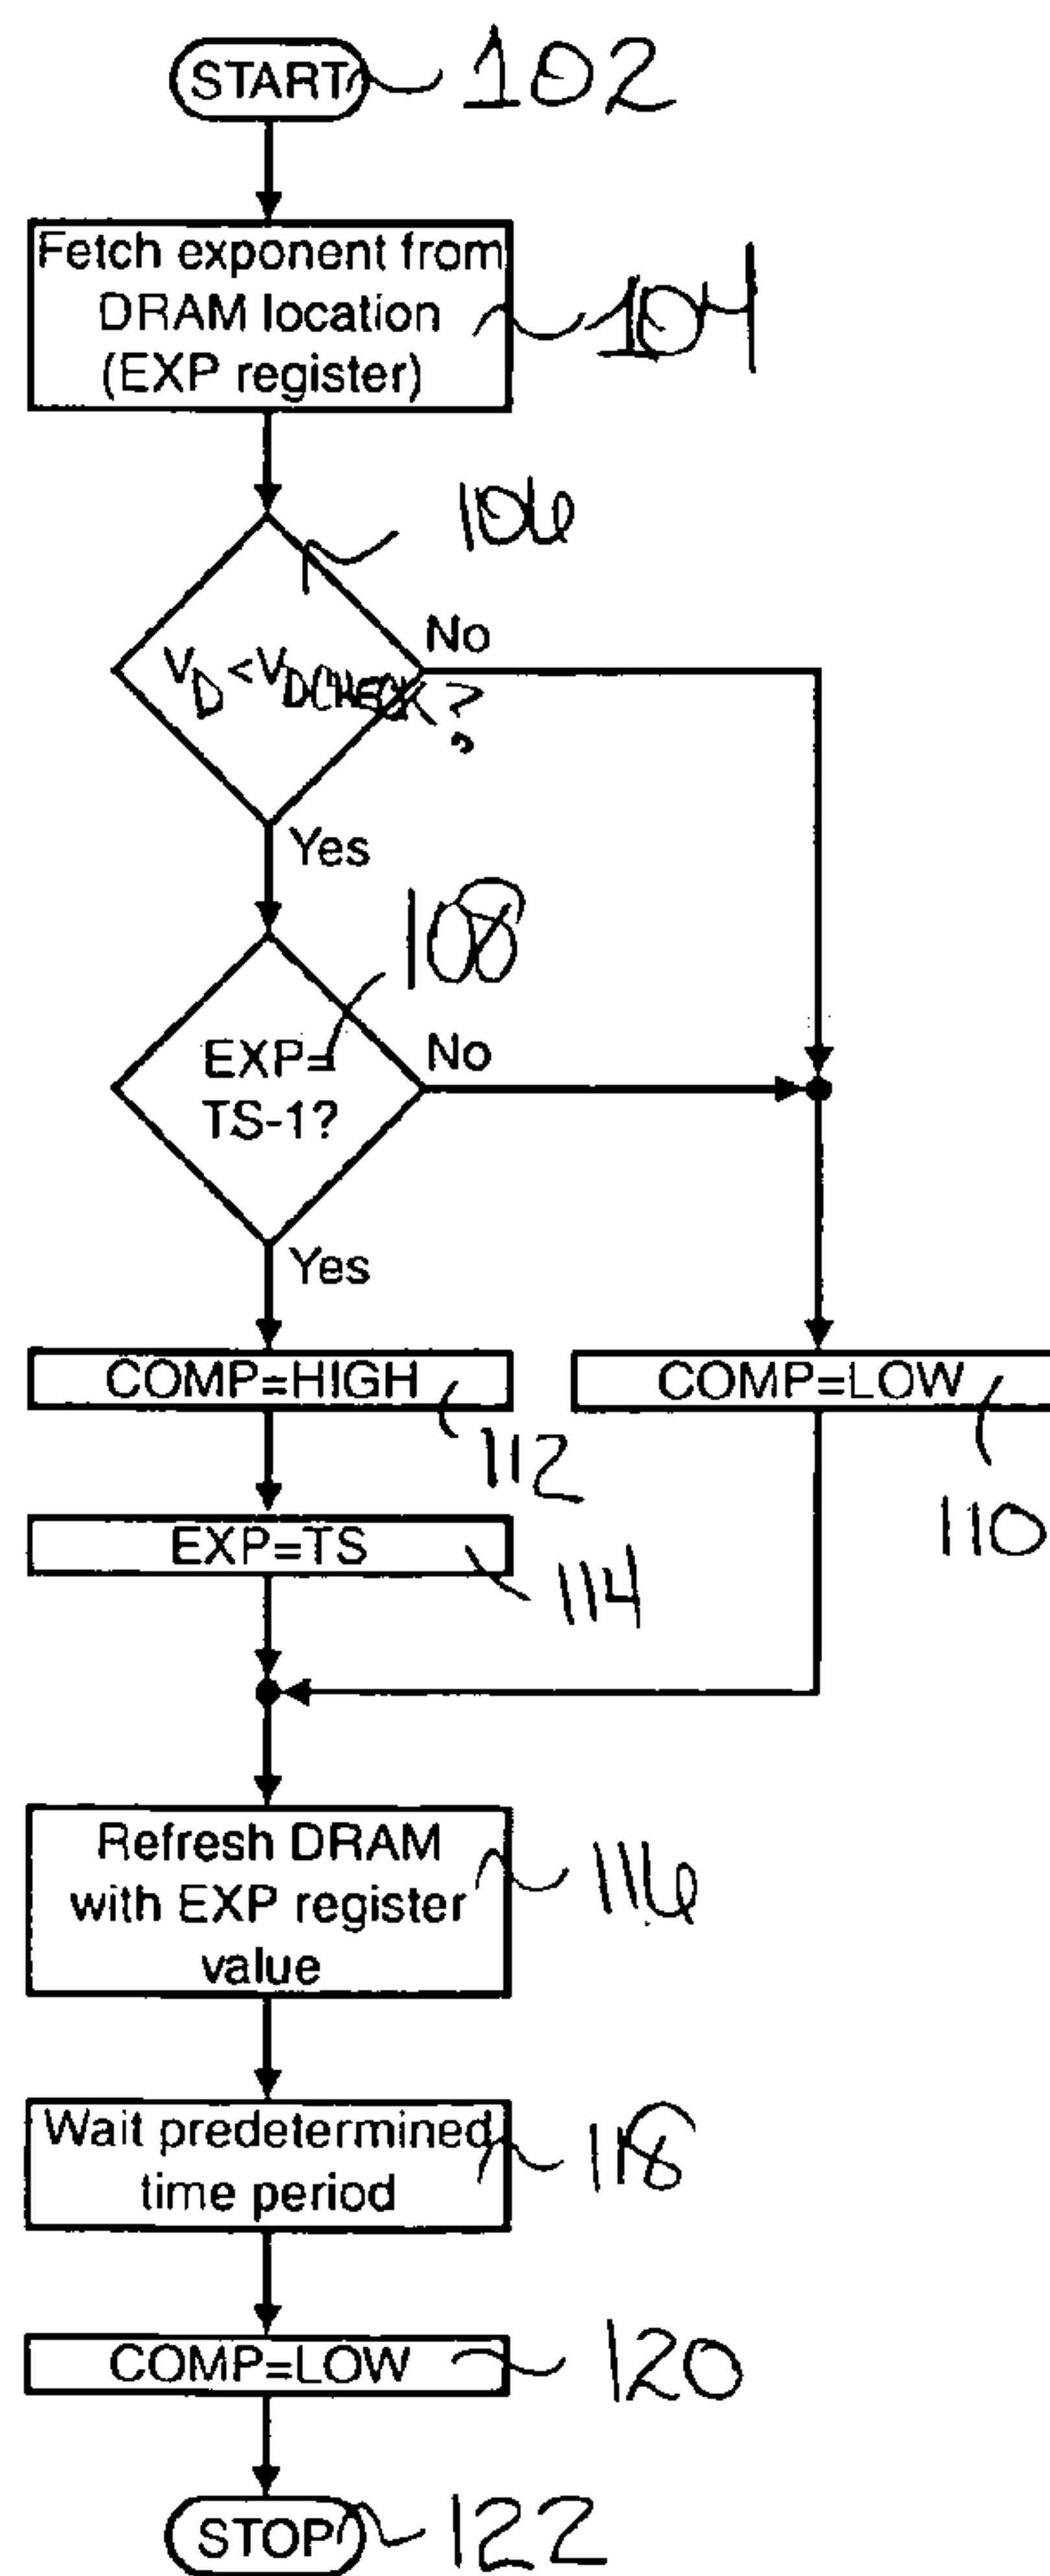 START 102
Fetch exponent from
DRAM location
(EXP register)
104
106
No
V_D <V_DCHECK?
Yes
108
EXP=
TS-1?
No
Yes
COMP=HIGH
COMP=LOW
112
110
EXP=TS
114
Refresh DRAM
with EXP register
value
116
Wait predetermined
time period
118
COMP=LOW 120
STOP 122